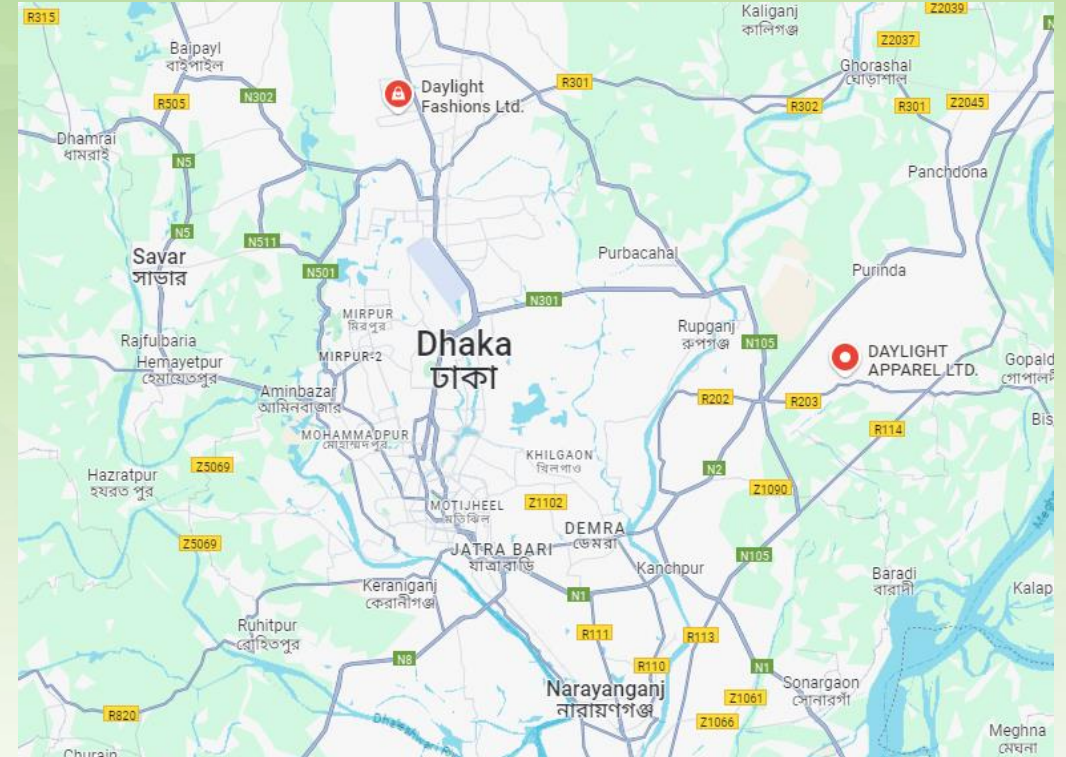 R315
Z2039
Kaliganj
কালিগঞ্জ
Z2037
Baipayl
বাইপাইল
Ghorashal
ঘোড়াশাল
Daylight
Fashions Ltd.
R301
R505
N302
R302
R301
Z2045
Dhamrai
ধামরাই
N5
Panchdona
N5
N511
Savar
সাভার
N501
Purbacahal
Purinda
N301
MIRPUR
মিরপুর
Rupganj
রুপগঞ্জ
N105
Dhaka
ঢাকা
Rajfulbaria
MIRPUR-2
Hemayetpur
হেমায়েতপুর
DAYLIGHT
APPAREL LTD.
Aminbazar
আমিনবাজার
R202
R203
R114
MOHAMMADPUR
মোহাম্মদপুর
KHILGAON
খিলগাও
Z5069
N2
Hazratpur
হযরত পুর
Z1090
MOTIJHEEL
মতিঝিল
Z1102
DEMRA
ডেমরা
Z5069
JATRA BARI
যাত্রাবাড়ি
N105
Kanchpur
Keraniganj
কেরানীগঞ্জ
N1
Baradi
বারাদী
Ruhitpur
রোহিতপুর
R111
R113
N8
R110
N1
Narayanganj
নারায়ণগঞ্জ
Sonargaon
সোনারগাঁ
Z1061
Z1066
R820
Meghna
মেঘনা